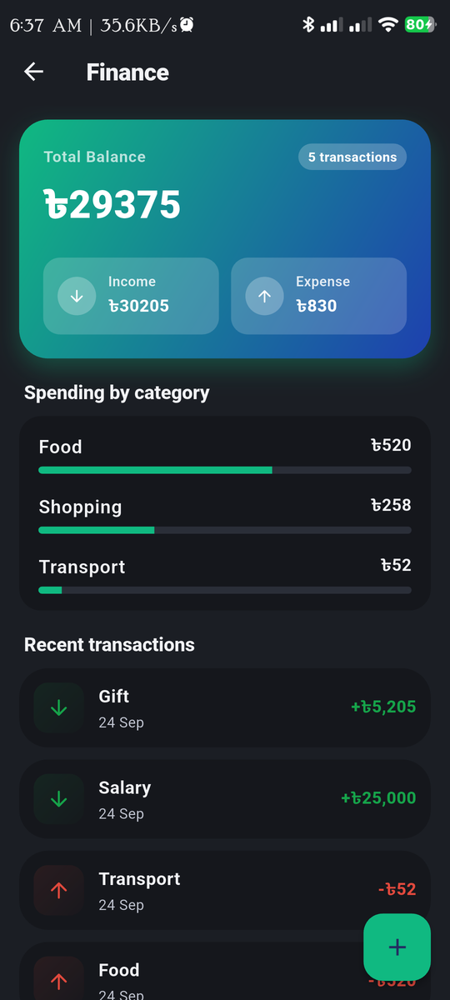 6:37 AM | 35.6KB/s
80
Finance
Total Balance
5 transactions
৳29375
Income
৳30205
Expense
৳830
Spending by category
Food
৳520
Shopping
৳258
Transport
৳52
Recent transactions
Gift
+৳5,205
24 Sep
Salary
+৳25,000
24 Sep
Transport
-৳52
24 Sep
Food
-৳520
24 Sep